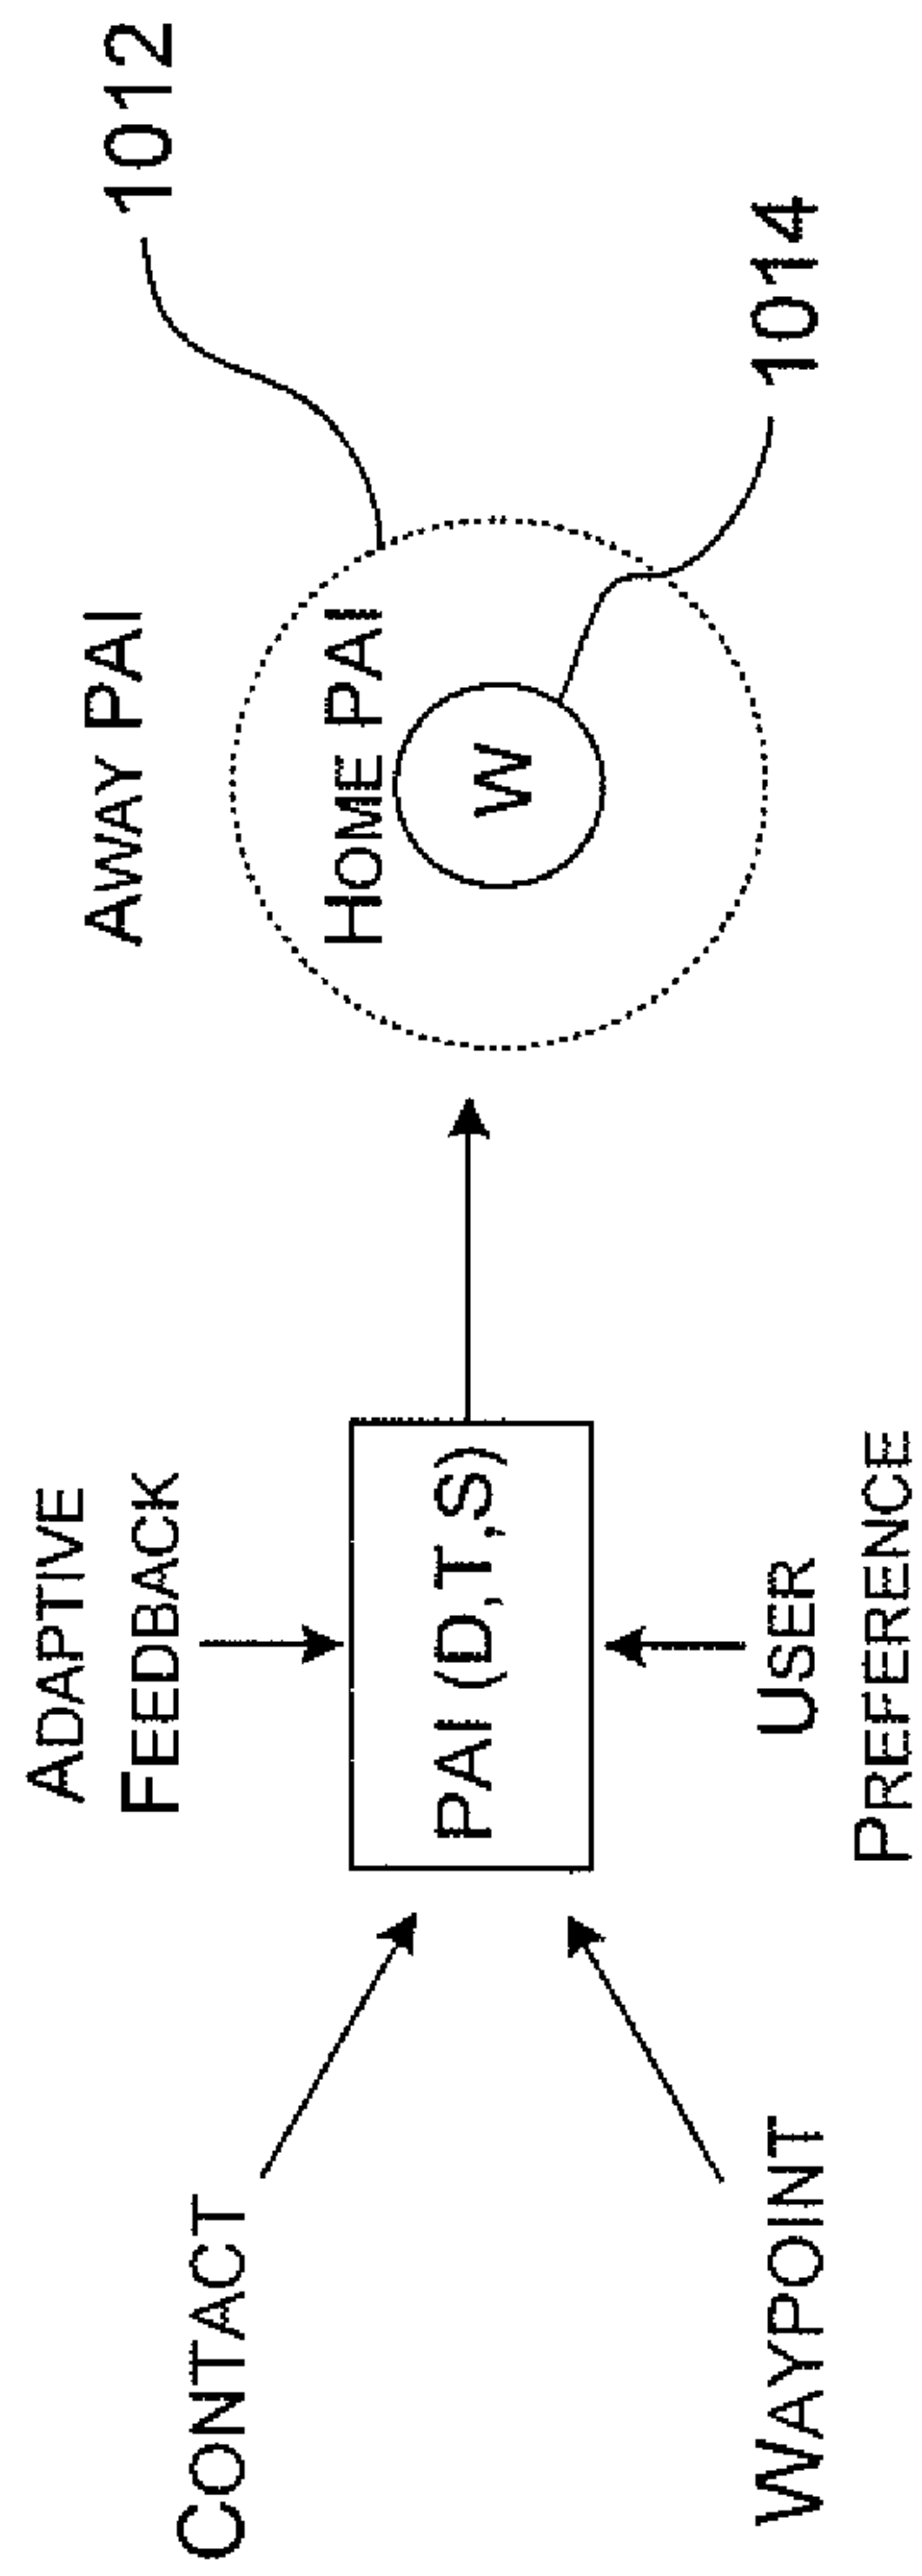 CONTACT
WAYPOINT
ADAPTIVE
FEEDBACK
PAI (D,T,S)
USER
PREFERENCE
AWAY PAI
HOME PAI
W
1012
1014